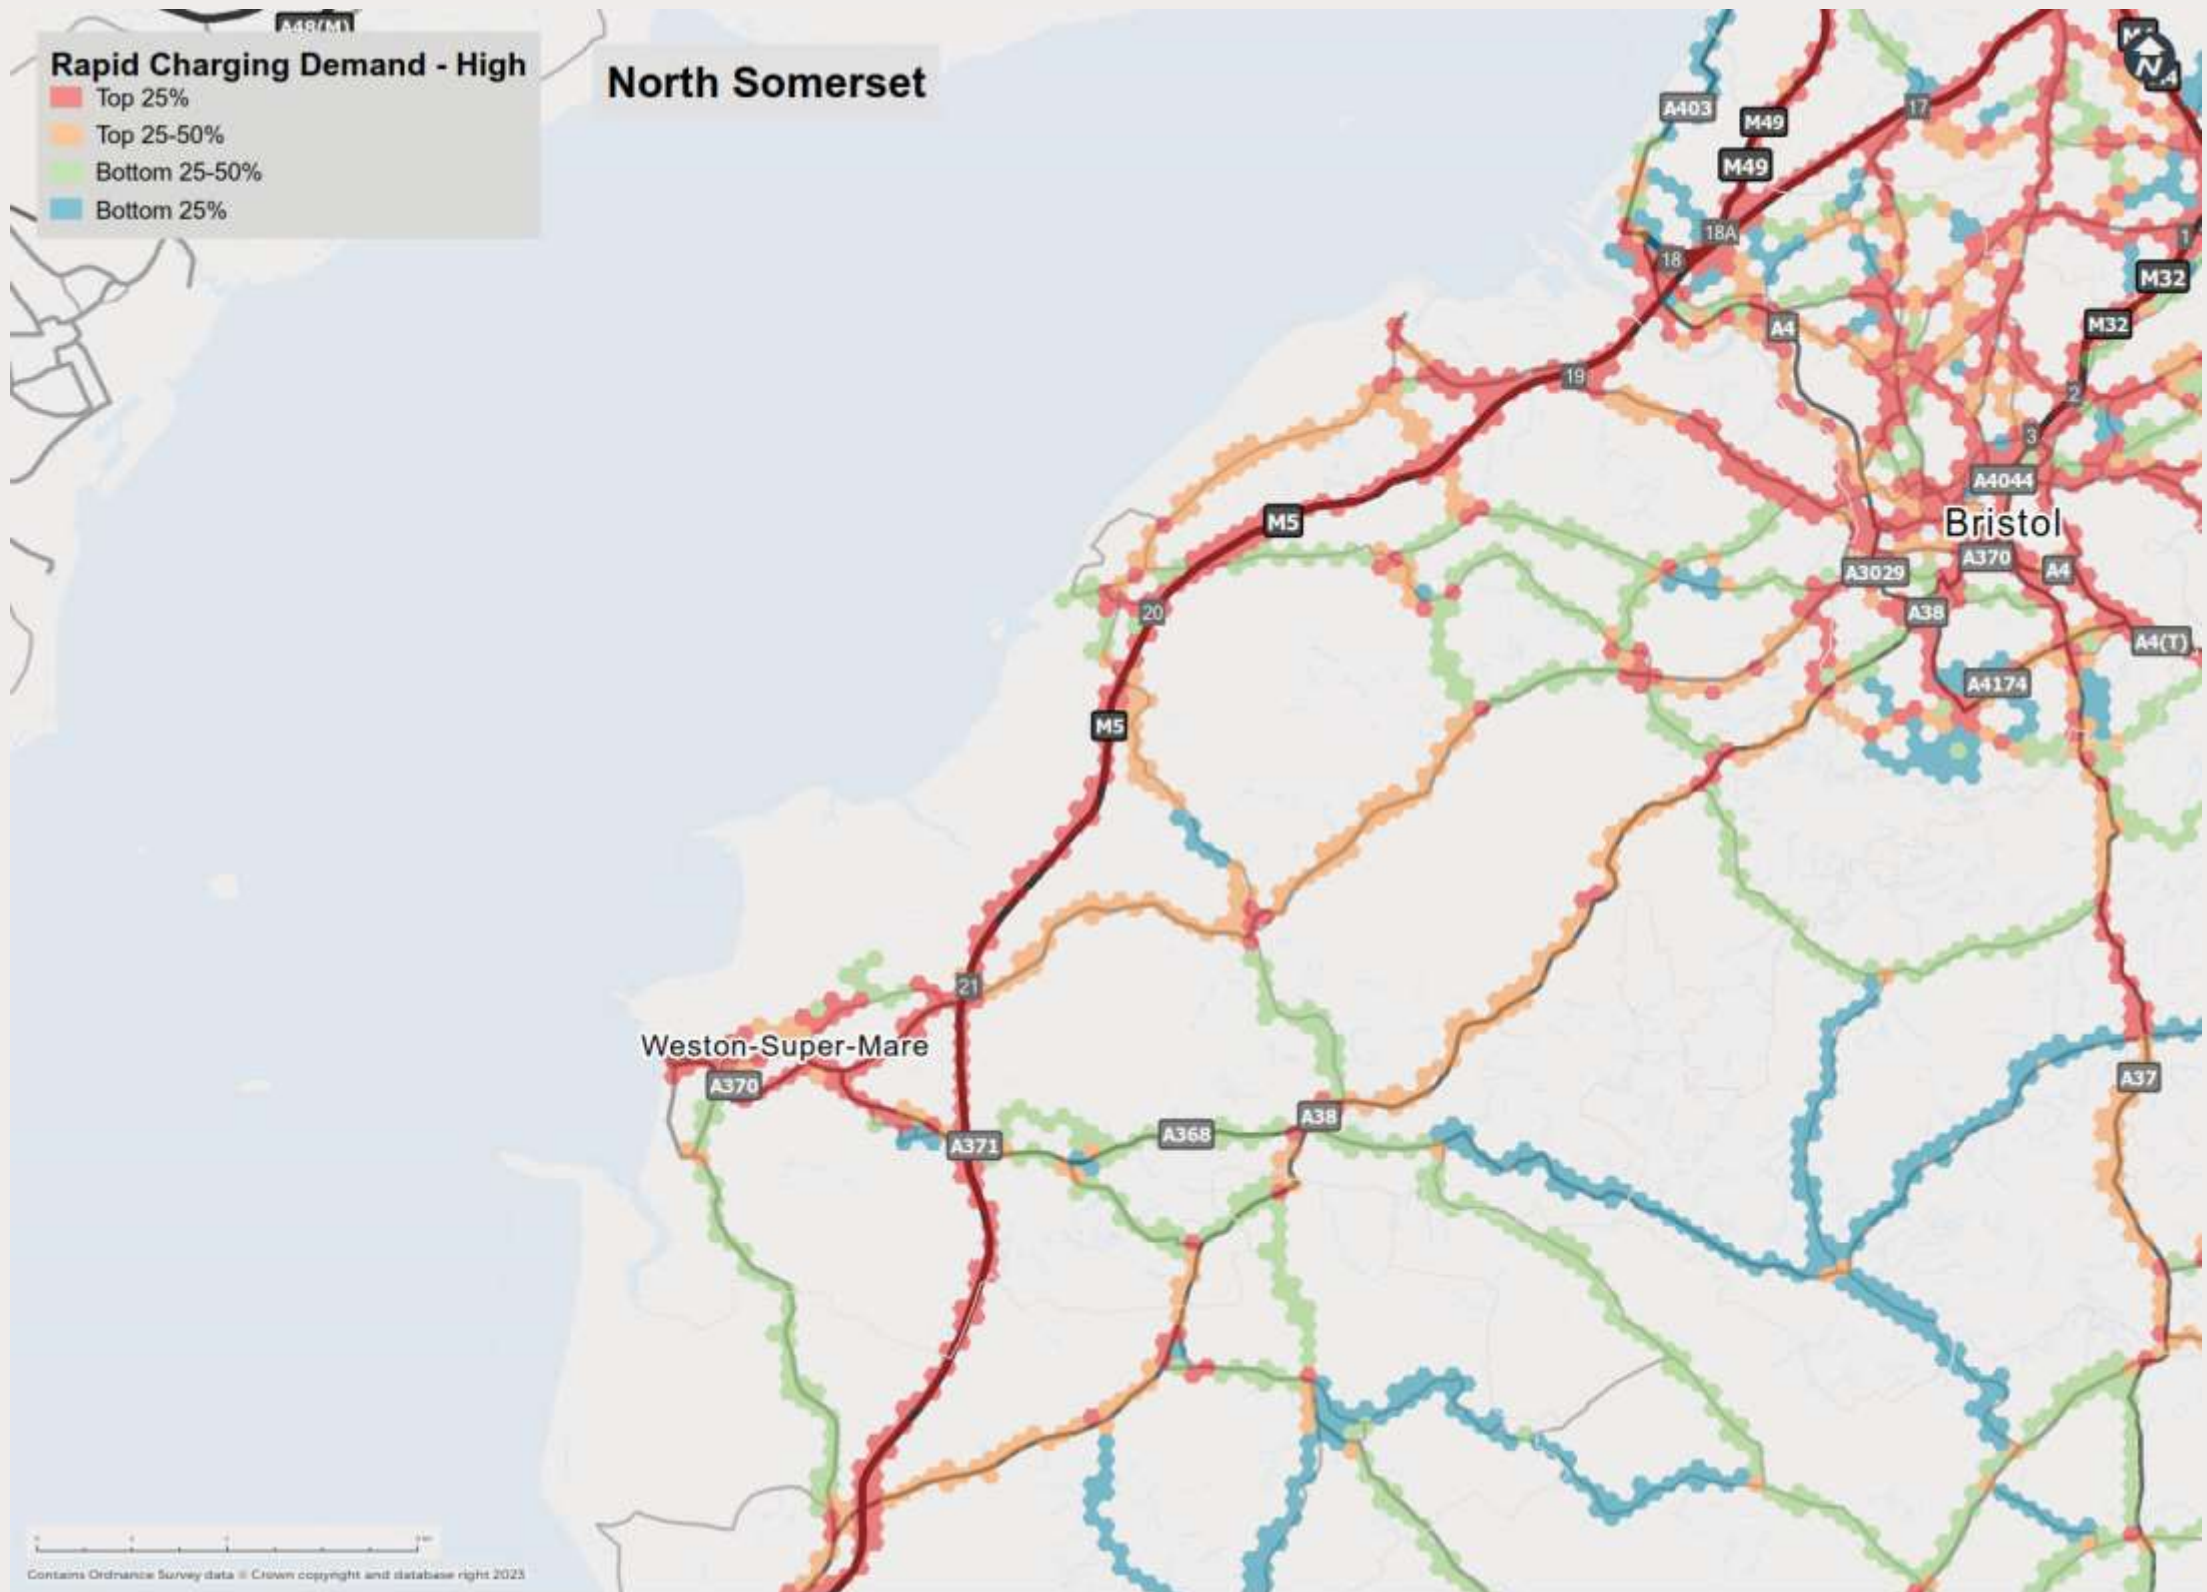 A48(M)
Rapid Charging Demand - High
Top 25%
Top 25-50%
Bottom 25-50%
Bottom 25%
North Somerset
N
A403
M49
M49
17
18A
18
1
M32
M32
A4
19
2
3
A4044
Bristol
M5
A370
A4
A3029
A38
20
A4(T)
A4174
M5
21
Weston-Super-Mare
A370
A37
A38
A368
A371
Contains Ordnance Survey data © Crown copyright and database right 2023